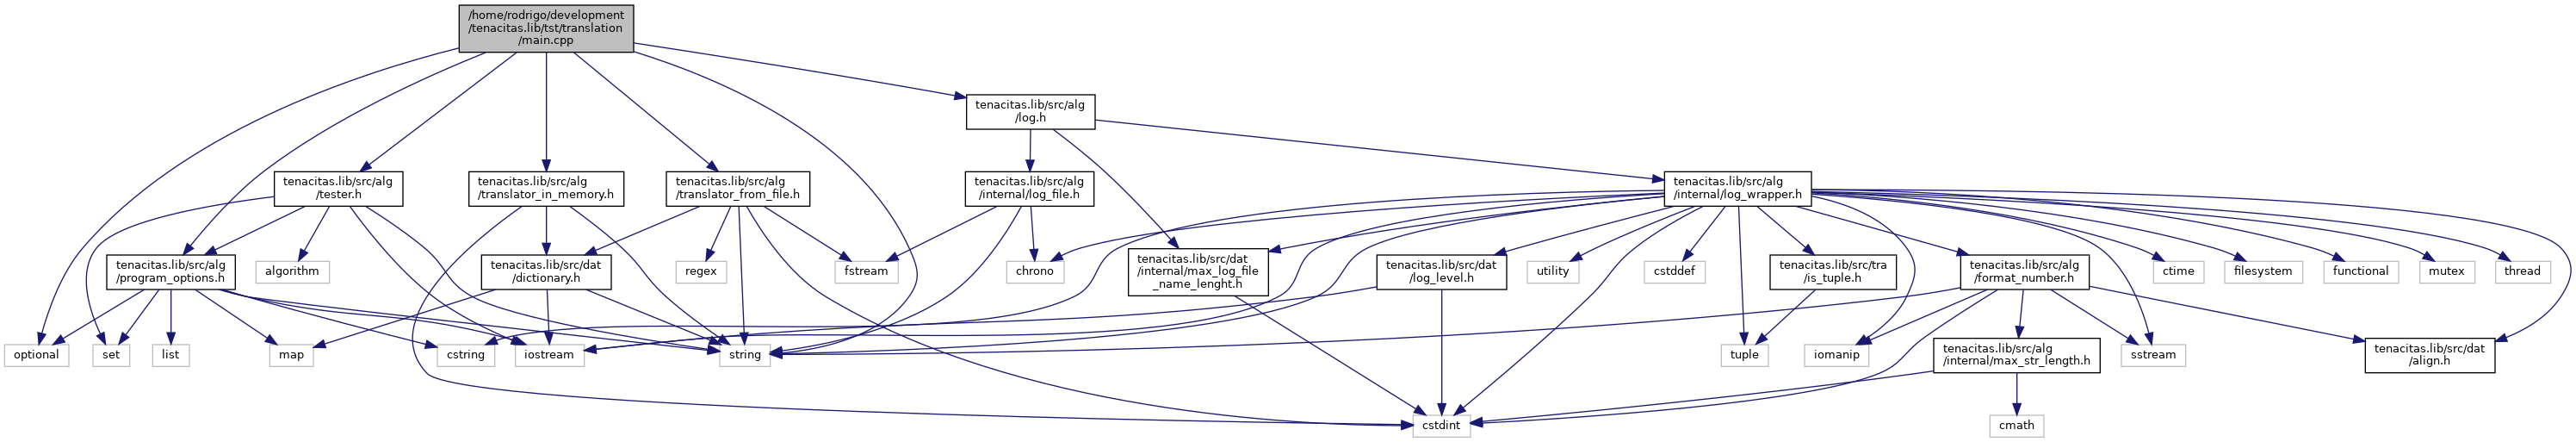 /home/rodrigo/development
/tenacitas.lib/tst/translation
/main.cpp
tenacitas.lib/src/alg
/log.h
tenacitas.lib/src/alg
/tester.h
tenacitas.lib/src/alg
/translator_in_memory.h
tenacitas.lib/src/alg
/translator_from_file.h
tenacitas.lib/src/alg
/internal/log_file.h
tenacitas.lib/src/alg
/internal/log_wrapper.h
tenacitas.lib/src/alg
/program_options.h
algorithm
tenacitas.lib/src/dat
/dictionary.h
regex
fstream
chrono
tenacitas.lib/src/dat
/internal/max_log_file
_name_lenght.h
tenacitas.lib/src/dat
/log_level.h
utility
cstddef
tenacitas.lib/src/tra
/is_tuple.h
tenacitas.lib/src/alg
/format_number.h
ctime
filesystem
functional
mutex
thread
optional
set
list
map
cstring
iostream
string
tuple
iomanip
tenacitas.lib/src/alg
/internal/max_str_length.h
sstream
tenacitas.lib/src/dat
/align.h
cstdint
cmath